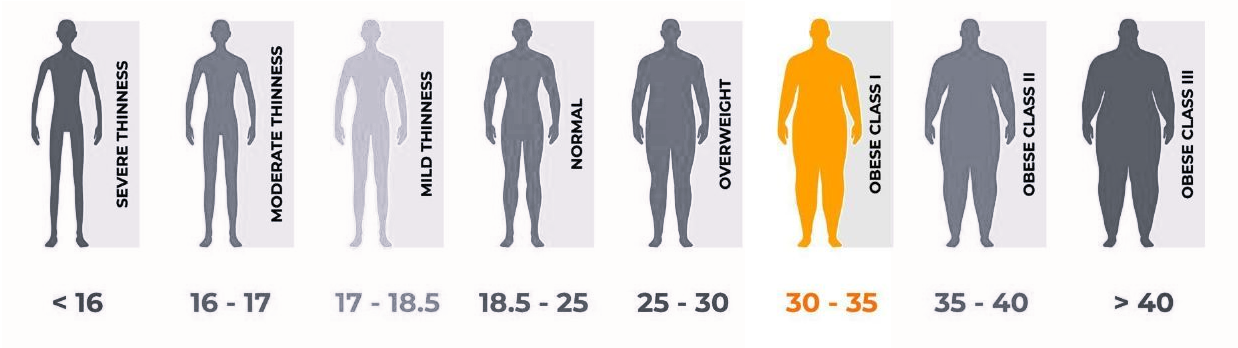 SEVERE THINNESS
MODERATE THINNESS
MILD THINNESS
NORMAL
OVERWEIGHT
OBESE CLASS I
OBESE CLASS II
OBESE CLASS III
< 16
16 - 17
17 - 18.5
18.5 - 25
25 - 30
30 - 35
35 - 40
> 40